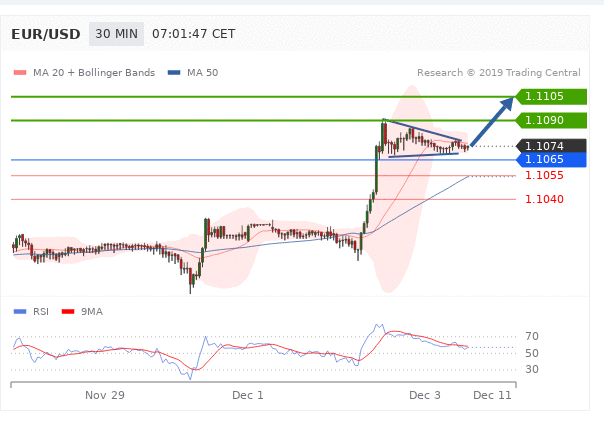 EUR/USD 30 MIN 07:01:47 CET
MA 20 + Bollinger Bands MA 50 Research © 2019 Trading Central
1.1105
1.1090
1.1074
1.1065
1.1055
1.1040
RSI 9MA
70
50
30
Nov 29 Dec 1 Dec 3 Dec 11